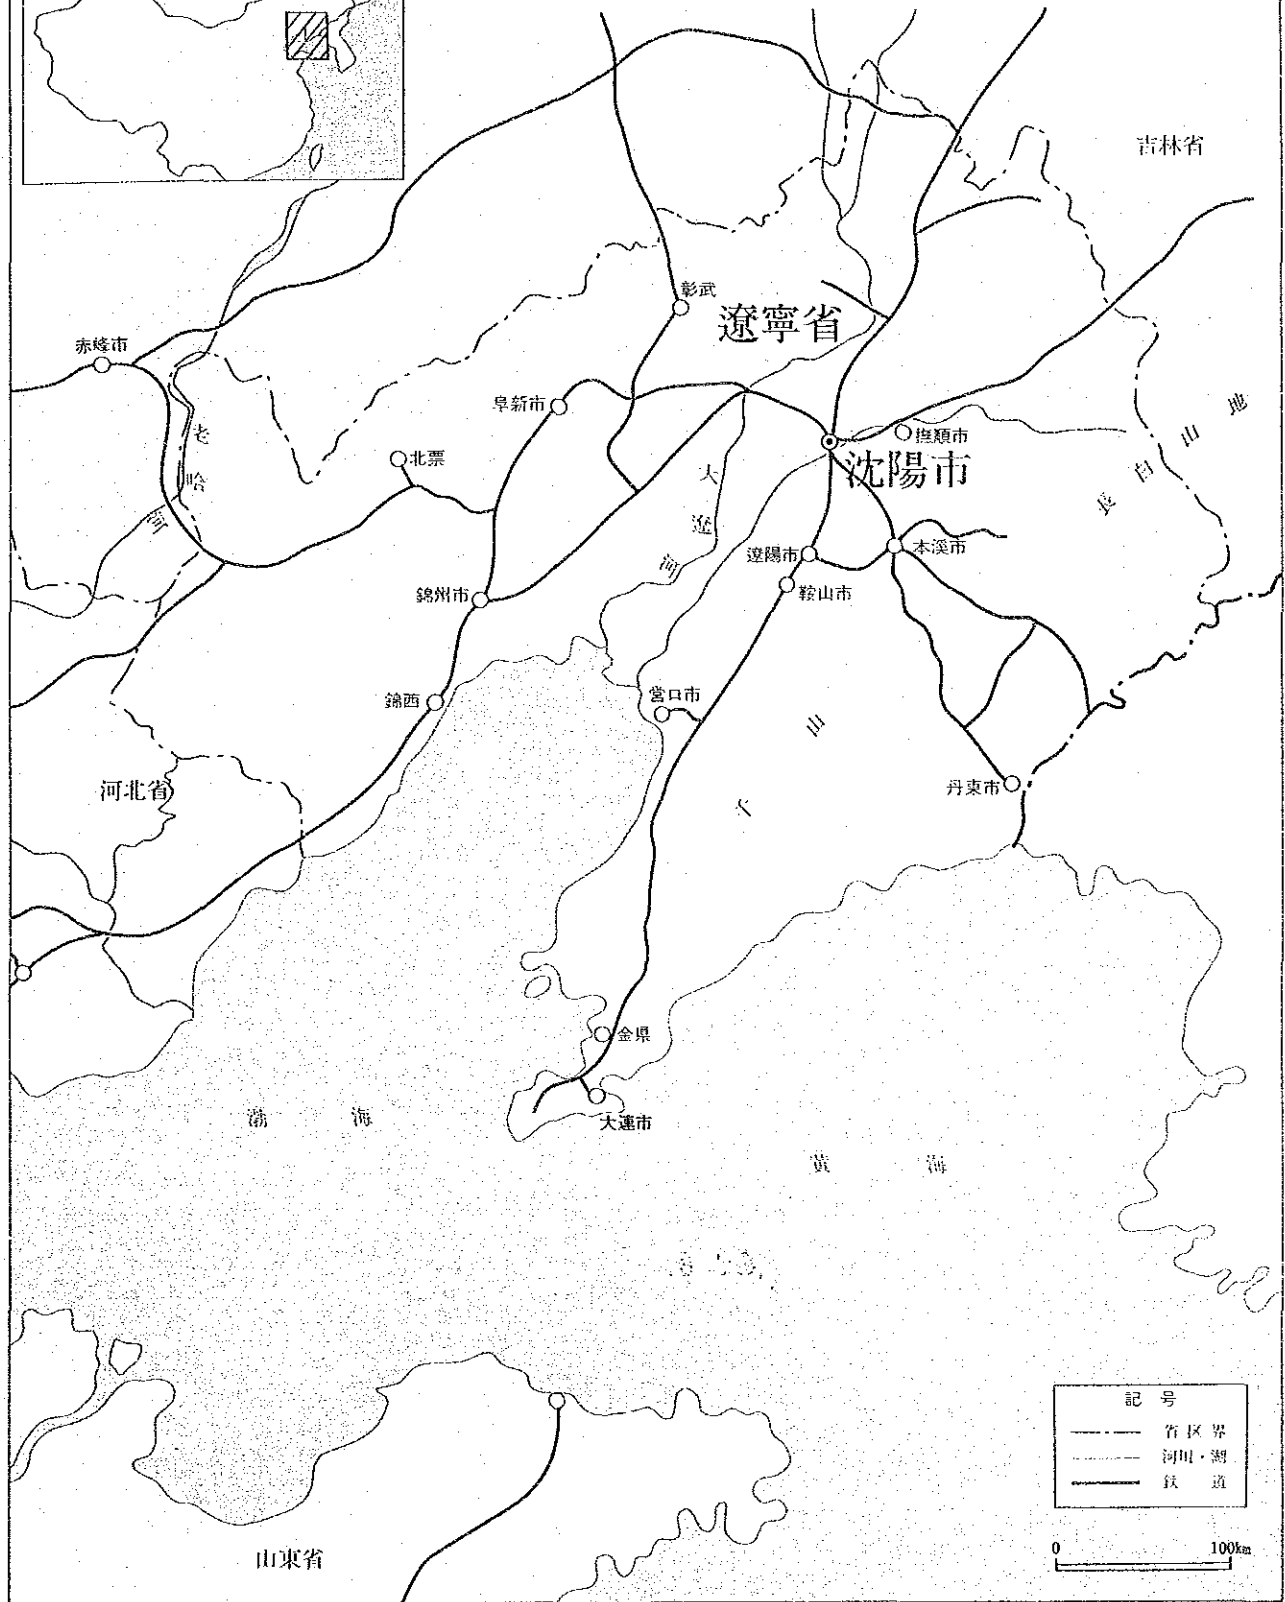 吉林省
彰武
遼寧省
赤峰市
阜新市
北票
撫順市
沈陽市
老哈河
大遼河
長白山地
遼陽市
本渓市
鞍山市
錦州市
錦西
営口市
千山
河北省
丹東市
金県
大連市
渤海
黄海
山東省
記号
省区界
河川・湖
鉄道
0 100km